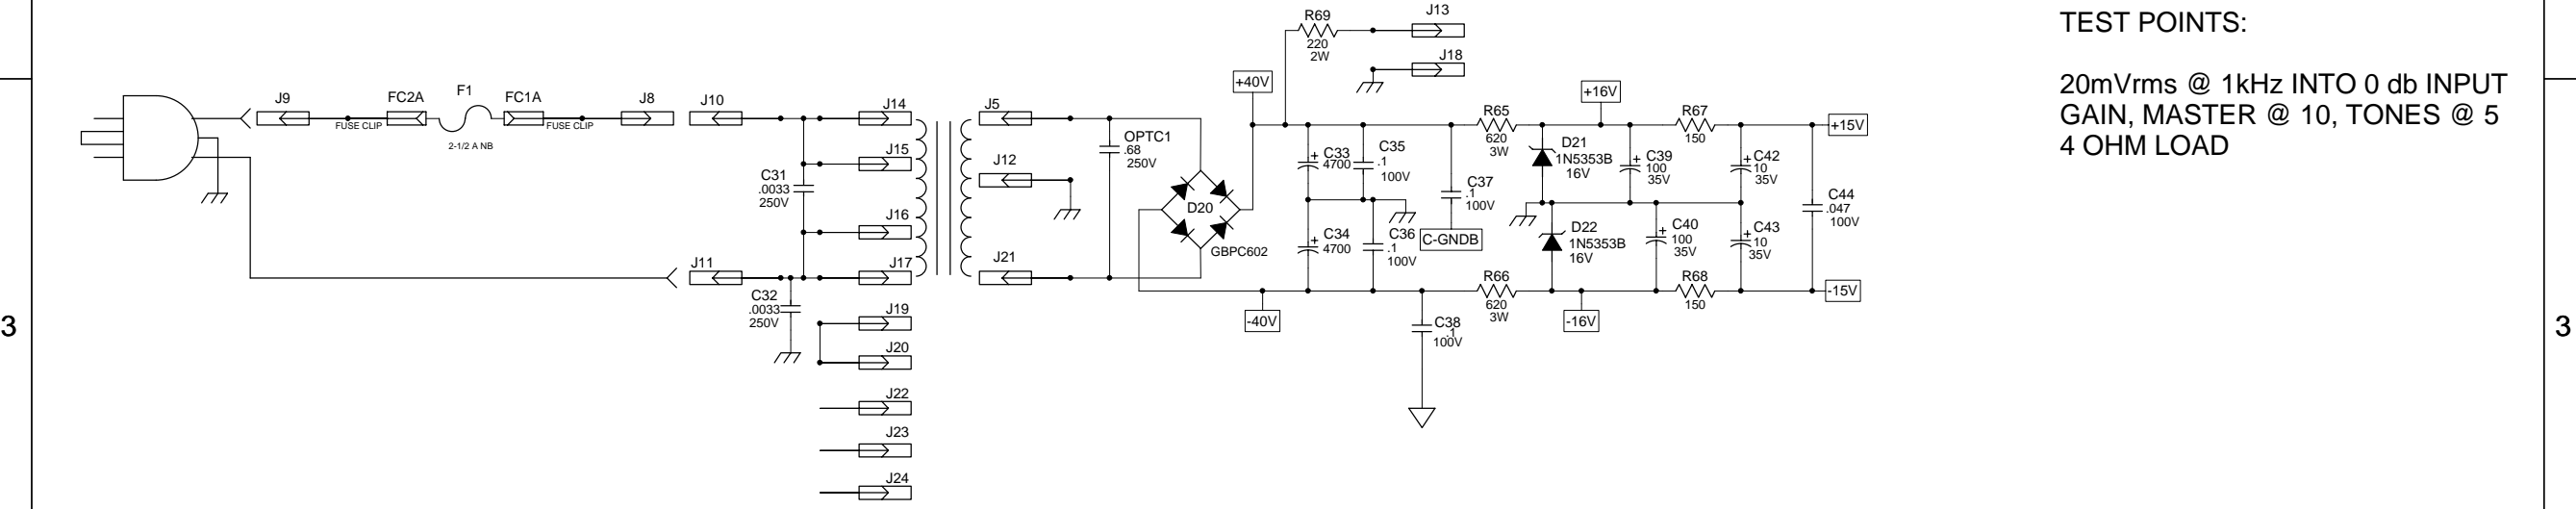 R69
220
2W
J13
J18
TEST POINTS:
20mVrms @ 1kHz INTO 0 db INPUT
GAIN, MASTER @ 10, TONES @ 5
4 OHM LOAD
+40V
+16V
J9
FUSE CLIP
FC2A
F1
2-1/2 A NB
FC1A
FUSE CLIP
J8
J10
J14
J15
C31
.0033
250V
J16
J11
J17
C32
.0033
250V
J19
J20
J22
J23
J24
J5
J12
J21
OPTC1
.68
250V
D20
GBPC602
C33
4700
C35
.1
100V
C34
4700
C36
.1
100V
C37
.1
100V
C-GNDB
R65
620
3W
D21
1N5353B
16V
C39
100
35V
R67
150
C42
10
35V
+15V
C44
.047
100V
D22
1N5353B
16V
C40
100
35V
C43
10
35V
R66
620
3W
R68
150
-15V
-40V
C38
.1
100V
-16V
3
3